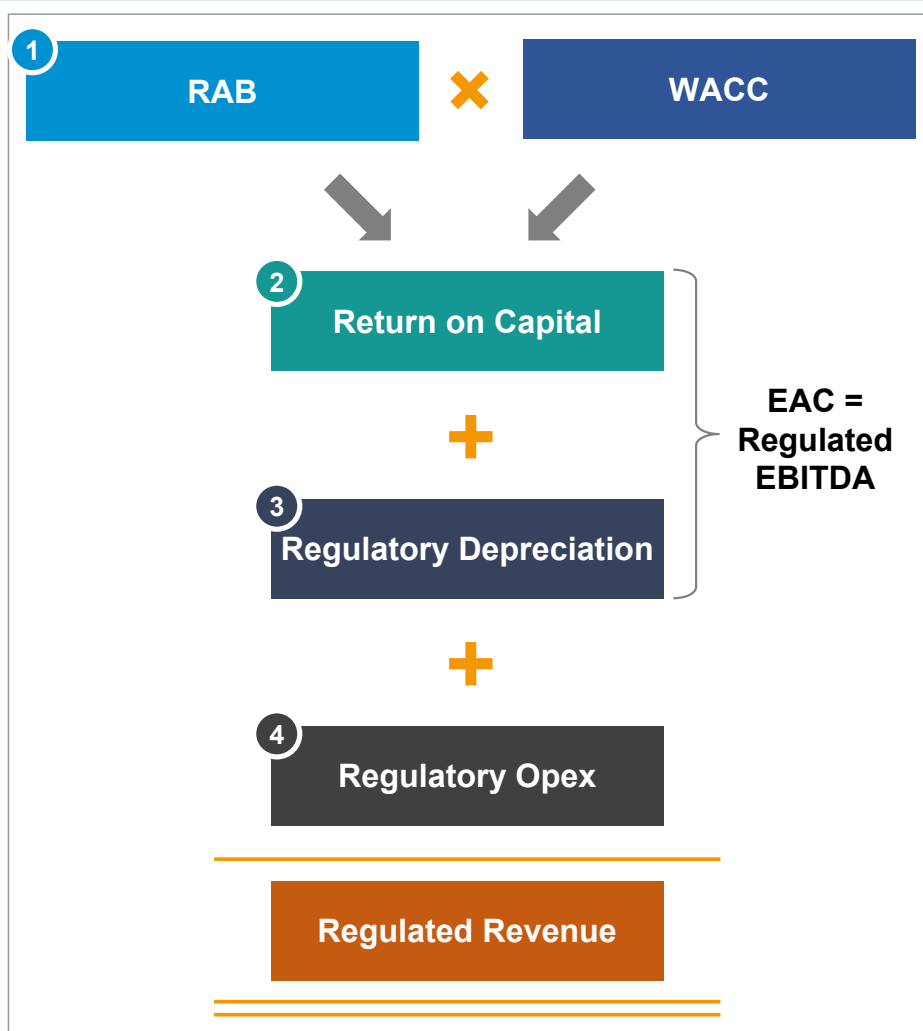 1
RAB
WACC
2
Return on Capital
EAC =
Regulated
EBITDA
3
Regulatory Depreciation
4
Regulatory Opex
Regulated Revenue